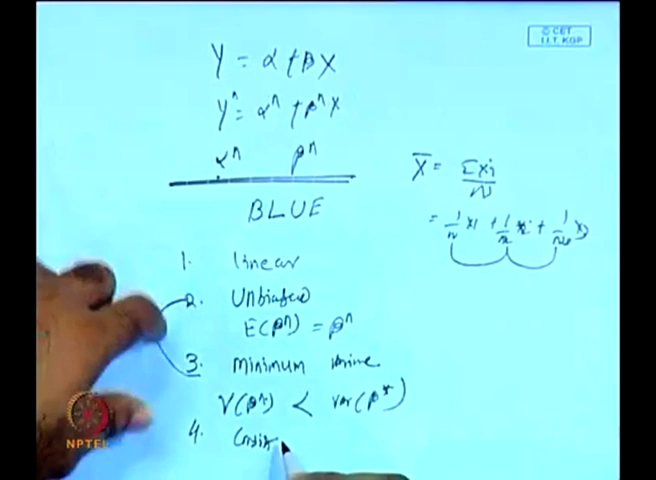 © CET
I.I.T. KGP
Y = α + βX
Y^n = α^n + β^n X
α^n β^n
X̄ = Σxi / N
BLUE
= 1/n x1 + 1/n x2 + 1/n
1. linear
2. Unbiased
E(β^n) = β^n
3. Minimum
V(β^n) < var(β*)
4.
NPTEL